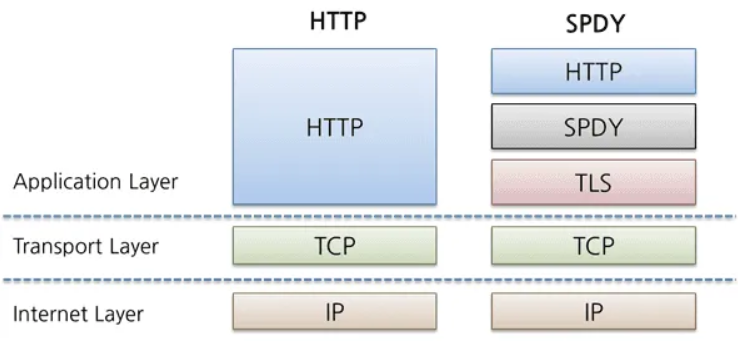 HTTP SPDY
HTTP
HTTP
SPDY
Application Layer
TLS
Transport Layer TCP TCP
Internet Layer IP IP